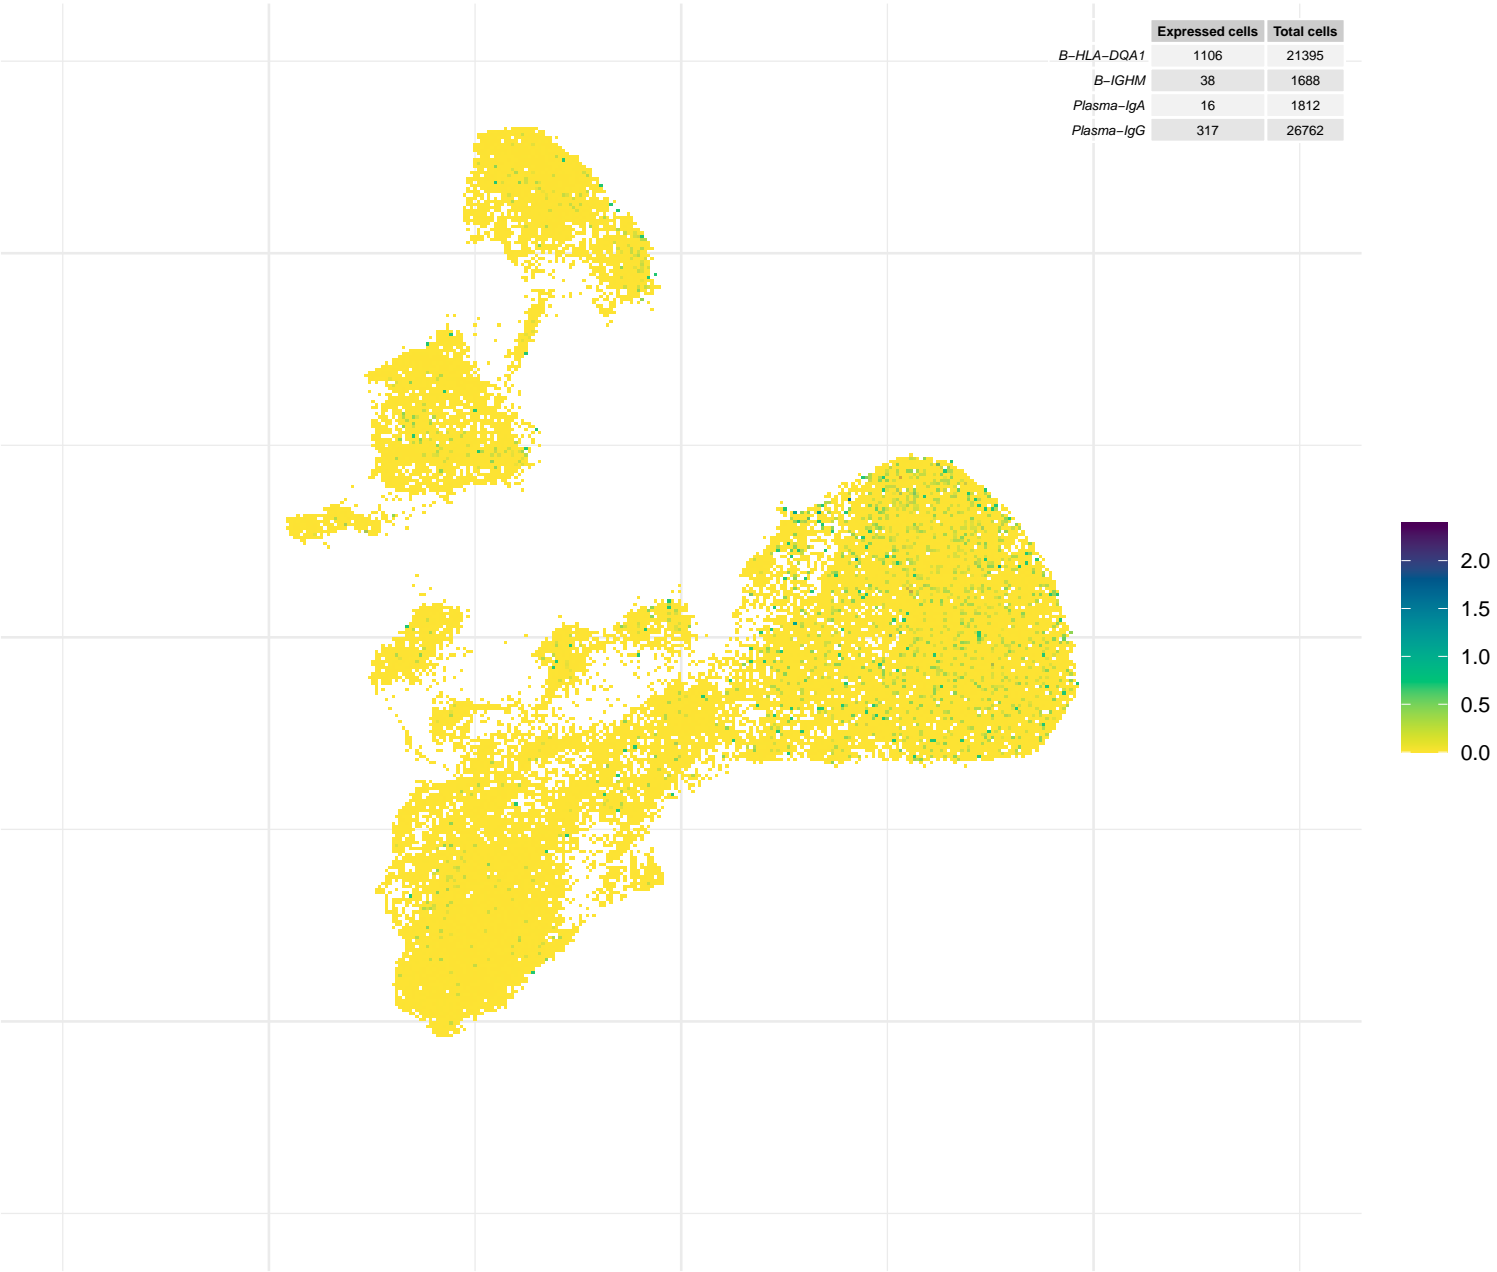 Expressed cells Total cells
B−HLA−DQA1 1106 21395
B−IGHM 38 1688
Plasma−IgA 16 1812
Plasma−IgG 317 26762
2.0
1.5
1.0
0.5
0.0